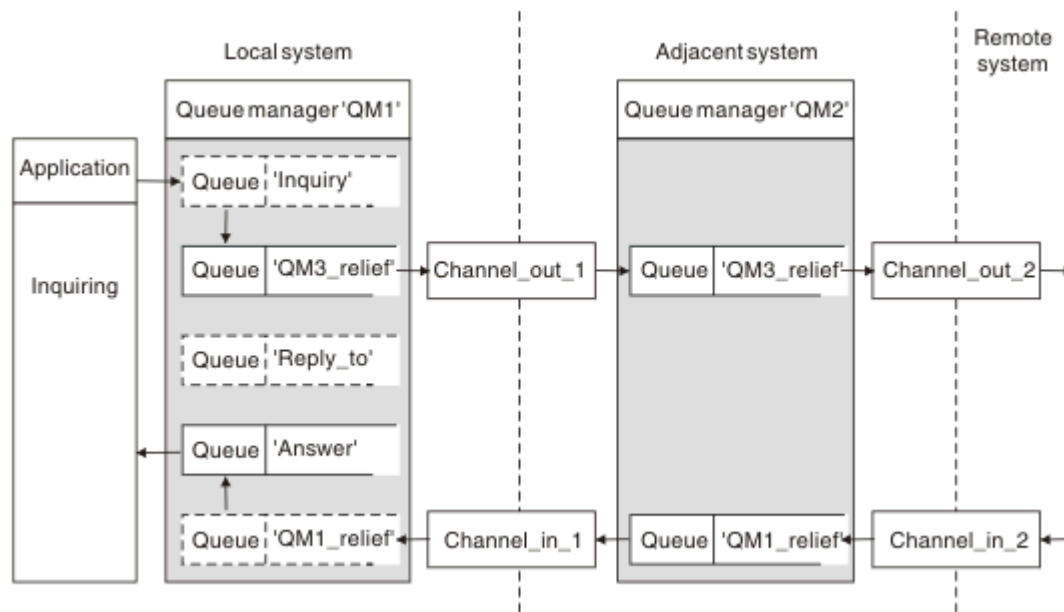 Local system
Adjacent system
Remote
system
Queue manager 'QM1'
Queue manager 'QM2'
Application
Inquiring
Queue 'Inquiry'
Queue 'QM3_relief'
Channel_out_1
Queue 'QM3_relief'
Channel_out_2
Queue 'Reply_to'
Queue 'Answer'
Queue 'QM1_relief'
Channel_in_1
Queue 'QM1_relief'
Channel_in_2